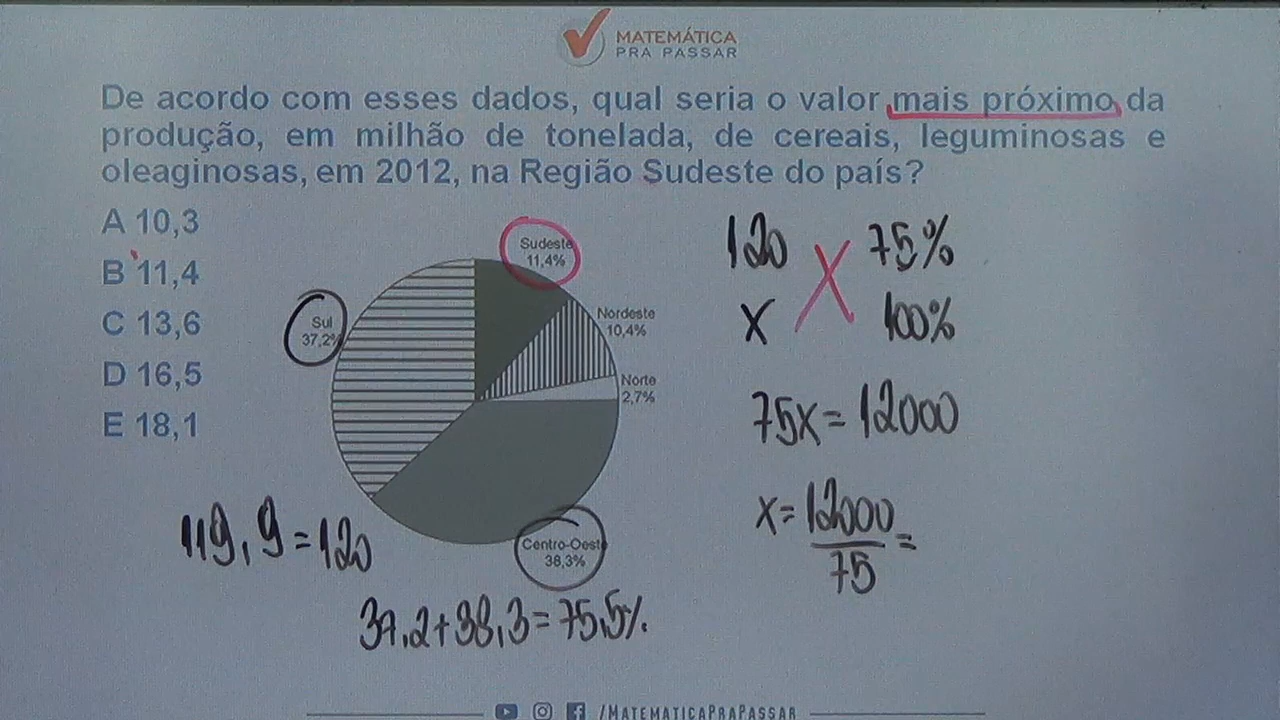 MATEMÁTICA
PRA PASSAR
De acordo com esses dados, qual seria o valor mais próximo da
produção, em milhão de tonelada, de cereais, leguminosas e
oleaginosas, em 2012, na Região Sudeste do país?
A 10,3
B 11,4
C 13,6
D 16,5
E 18,1
Sudeste
11,4%
Nordeste
10,4%
Norte
2,7%
Sul
37,2%
Centro-Oeste
38,3%
120 75%
X 100%
75X=12000
X=12000
75
=
119,9=120
37,2+38,3=75,5%
/MATEMATICAPRAPASSAR